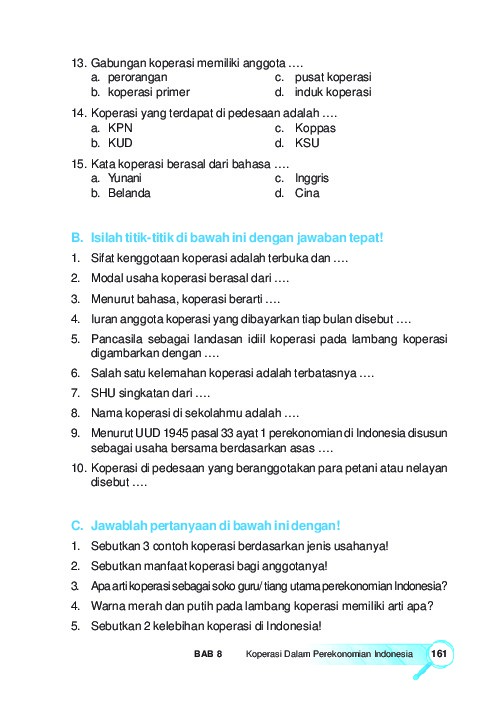 13. Gabungan koperasi memiliki anggota ….
a. perorangan c. pusat koperasi
b. koperasi primer d. induk koperasi
14. Koperasi yang terdapat di pedesaan adalah ….
a. KPN c. Koppas
b. KUD d. KSU
15. Kata koperasi berasal dari bahasa ….
a. Yunani c. Inggris
b. Belanda d. Cina
B. Isilah titik-titik di bawah ini dengan jawaban tepat!
1. Sifat kenggotaan koperasi adalah terbuka dan ….
2. Modal usaha koperasi berasal dari ….
3. Menurut bahasa, koperasi berarti ….
4. Iuran anggota koperasi yang dibayarkan tiap bulan disebut ….
5. Pancasila sebagai landasan idiil koperasi pada lambang koperasi
digambarkan dengan ….
6. Salah satu kelemahan koperasi adalah terbatasnya ….
7. SHU singkatan dari ….
8. Nama koperasi di sekolahmu adalah ….
9. Menurut UUD 1945 pasal 33 ayat 1 perekonomian di Indonesia disusun
sebagai usaha bersama berdasarkan asas ….
10. Koperasi di pedesaan yang beranggotakan para petani atau nelayan
disebut ….
C. Jawablah pertanyaan di bawah ini dengan!
1. Sebutkan 3 contoh koperasi berdasarkan jenis usahanya!
2. Sebutkan manfaat koperasi bagi anggotanya!
3. Apa arti koperasi sebagai soko guru/ tiang utama perekonomian Indonesia?
4. Warna merah dan putih pada lambang koperasi memiliki arti apa?
5. Sebutkan 2 kelebihan koperasi di Indonesia!
BAB 8 Koperasi Dalam Perekonomian Indonesia 161